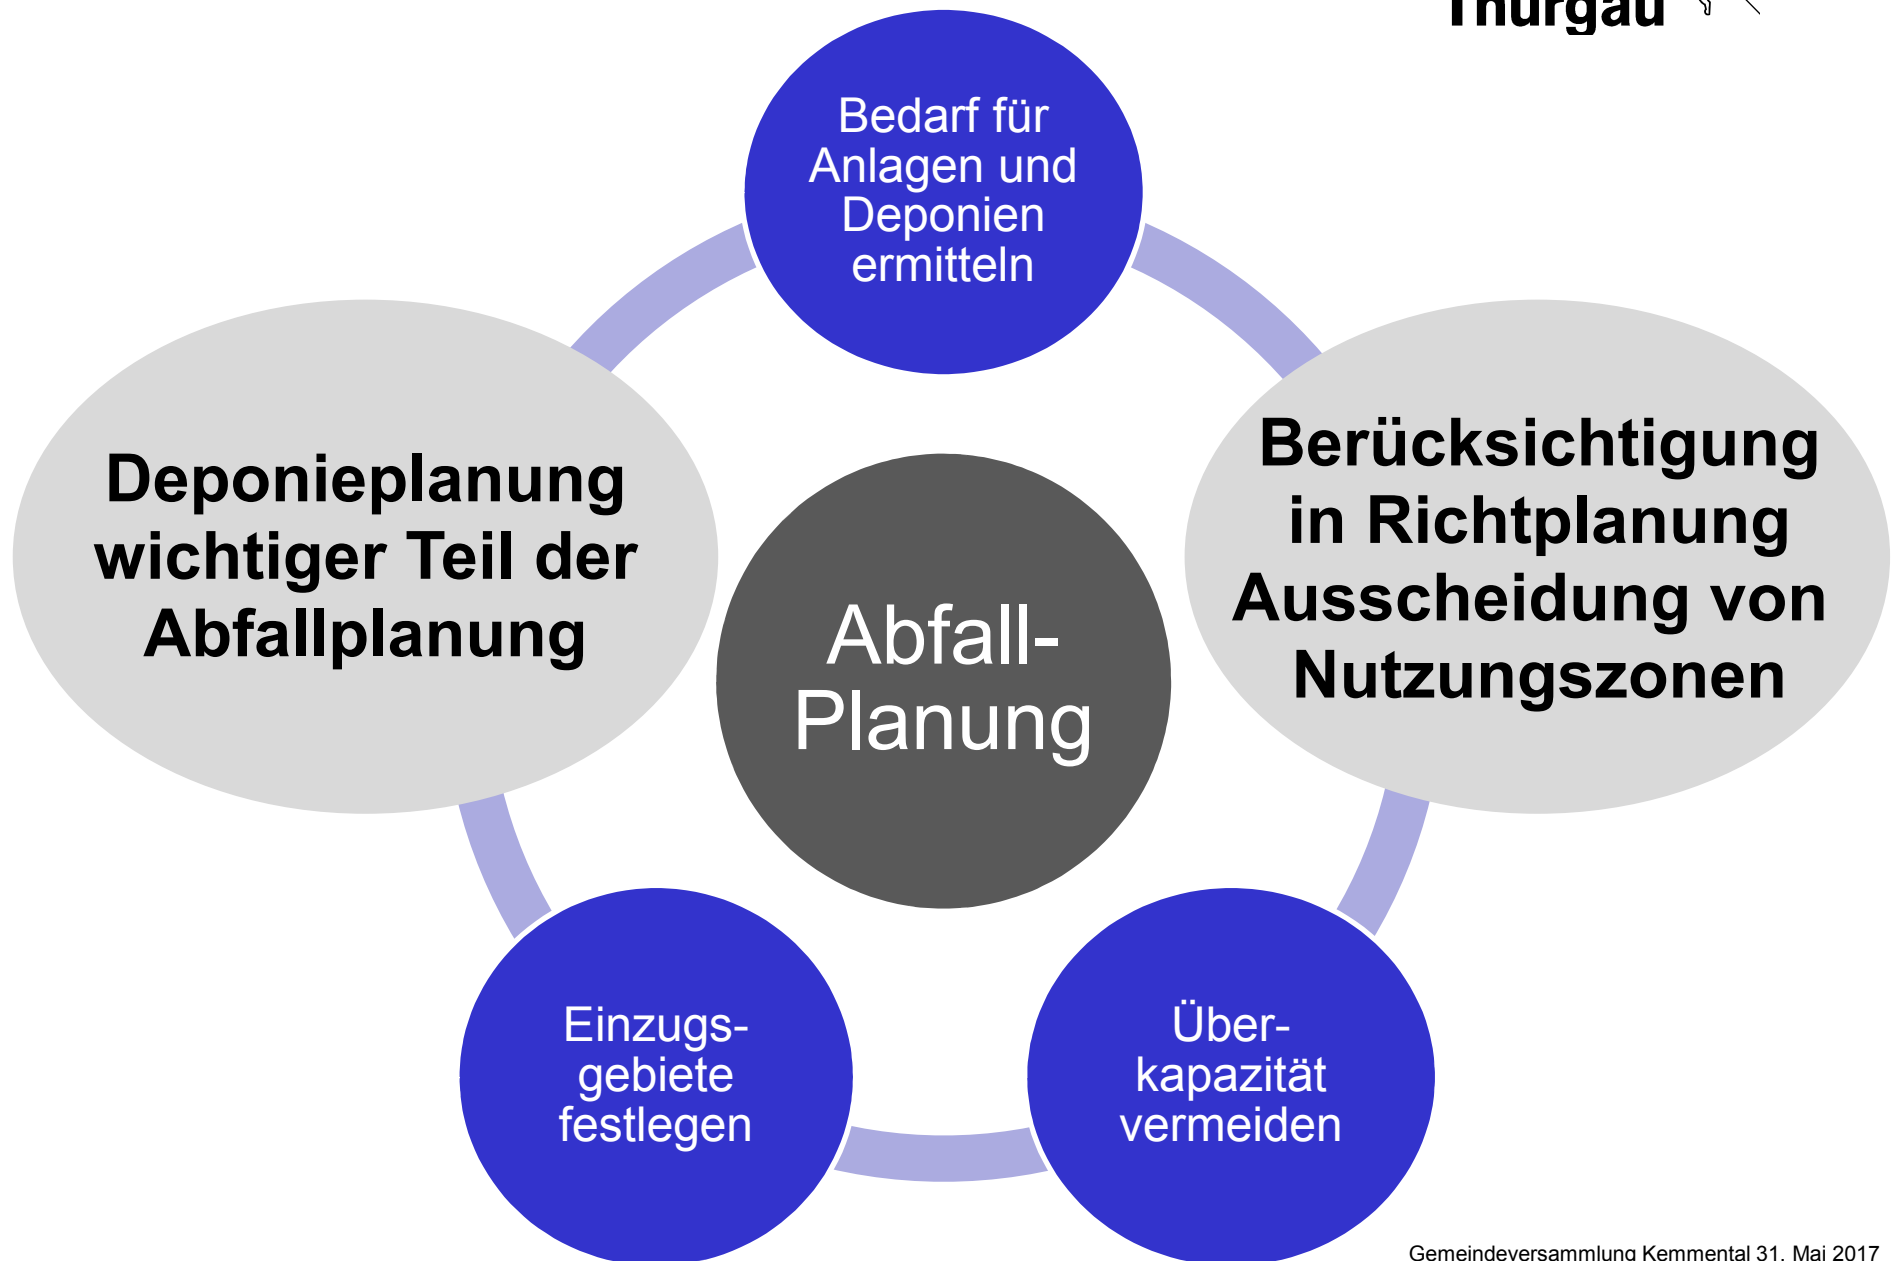 Thurgau
Bedarf für
Anlagen und
Deponien
ermitteln
Deponieplanung
wichtiger Teil der
Abfallplanung
Berücksichtigung
in Richtplanung
Ausscheidung von
Nutzungszonen
Abfall-
Planung
Einzugs-
gebiete
festlegen
Über-
kapazität
vermeiden
Gemeindeversammlung Kemmental 31. Mai 2017